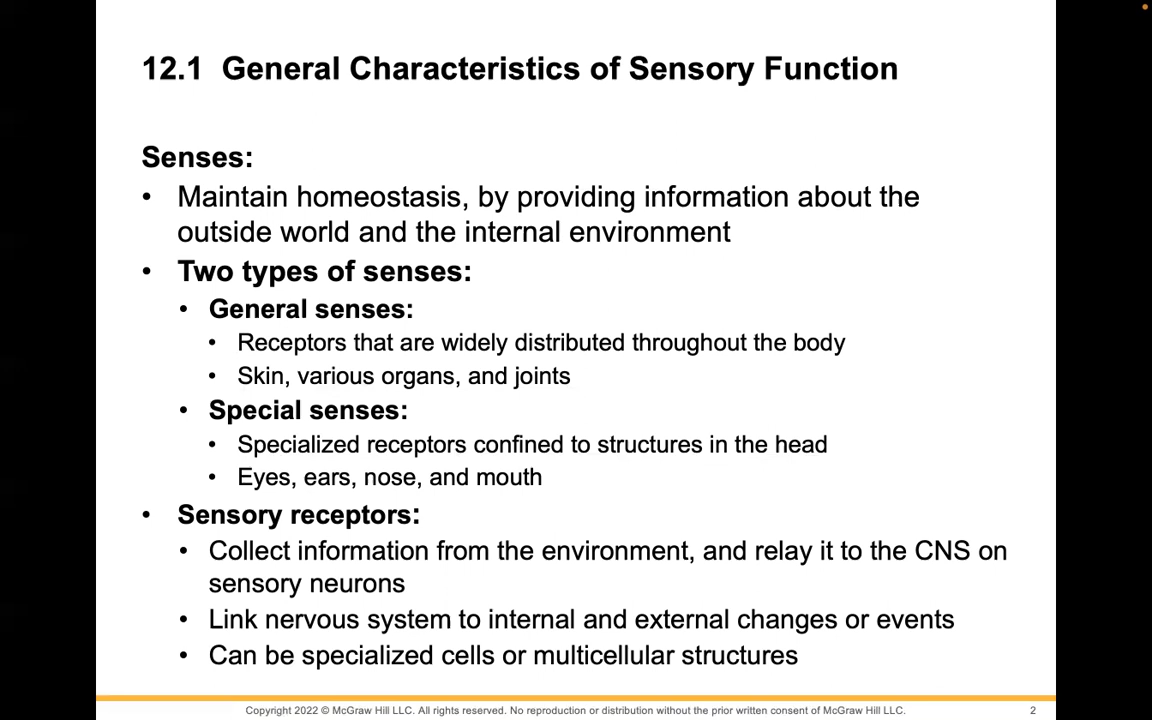 12.1 General Characteristics of Sensory Function
Senses:
• Maintain homeostasis, by providing information about the
outside world and the internal environment
• Two types of senses:
• General senses:
• Receptors that are widely distributed throughout the body
• Skin, various organs, and joints
• Special senses:
• Specialized receptors confined to structures in the head
• Eyes, ears, nose, and mouth
• Sensory receptors:
• Collect information from the environment, and relay it to the CNS on
sensory neurons
• Link nervous system to internal and external changes or events
• Can be specialized cells or multicellular structures
Copyright 2022 © McGraw Hill LLC. All rights reserved. No reproduction or distribution without the prior written consent of McGraw Hill LLC. 2